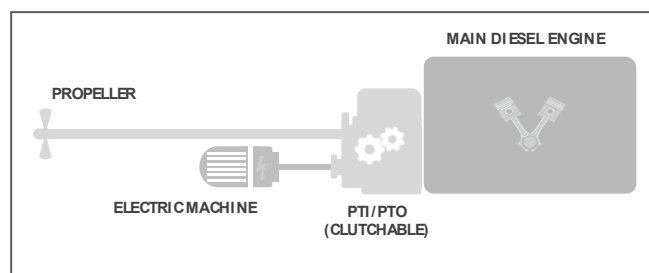 MAIN DIESEL ENGINE
PROPELLER
ELECTRIC MACHINE
PTI/PTO
(CLUTCHABLE)